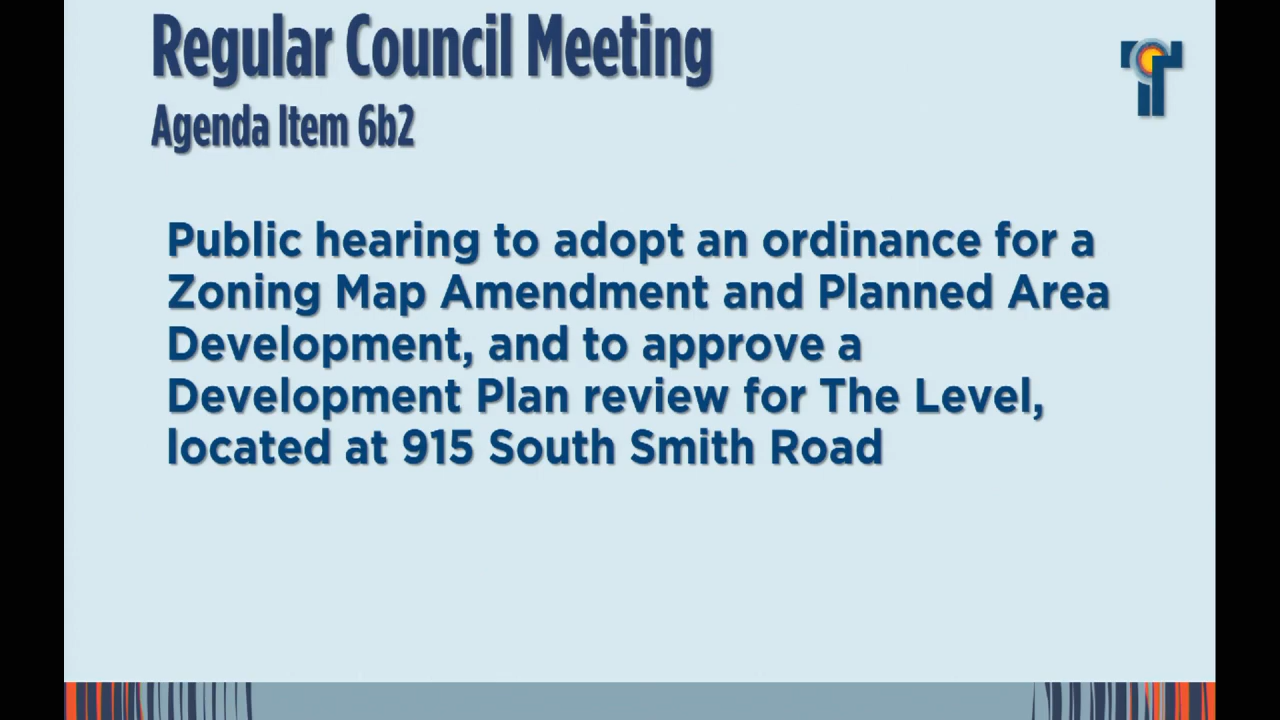 Regular Council Meeting
Agenda Item 6b2
Public hearing to adopt an ordinance for a
Zoning Map Amendment and Planned Area
Development, and to approve a
Development Plan review for The Level,
located at 915 South Smith Road